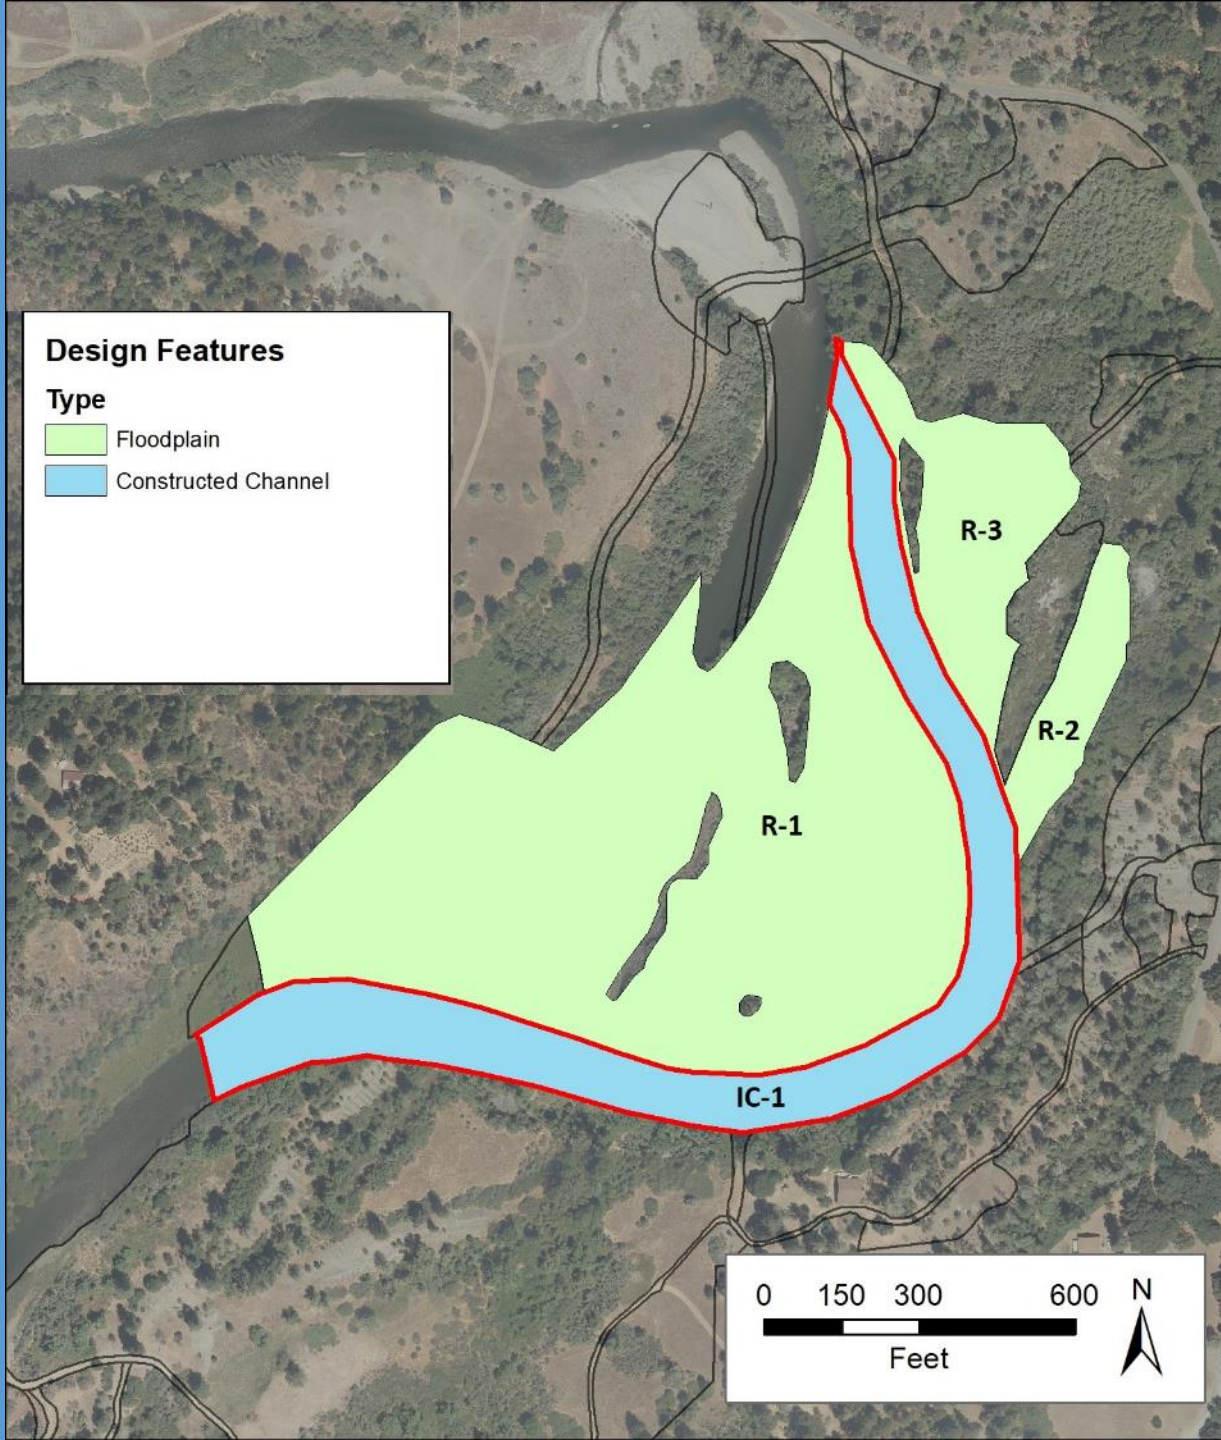 Design Features
Type
Floodplain
Constructed Channel
R-3
R-2
R-1
IC-1
0 150 300 600
Feet
N